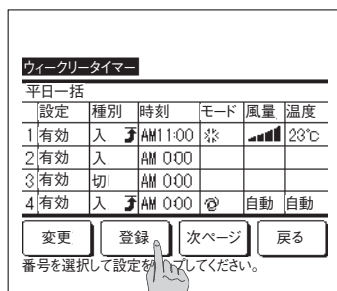 ウィークリータイマー
平日一括
設定 種別 時刻 モード 風量 温度
1 有効 入 AM11:00 23℃
2 有効 入 AM 0:00
3 有効 切 AM 0:00
4 有効 入 AM 0:00 自動 自動
変更 登録 次ページ 戻る
番号を選択して設定を プしてください。